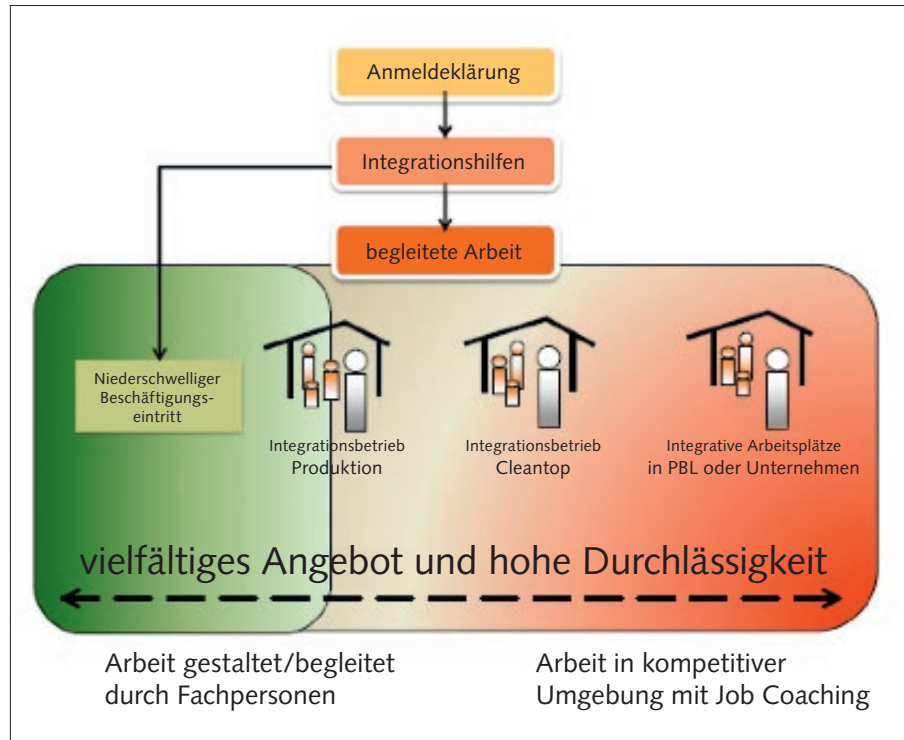 Anmeldeklärung
Integrationshilfen
begleitete Arbeit
Niederschwelliger
Beschäftigungs-
eintritt
Integrationsbetrieb
Produktion
Integrationsbetrieb
Cleantop
Integrative Arbeitsplätze
in PBL oder Unternehmen
vielfältiges Angebot und hohe Durchlässigkeit
Arbeit gestaltet/begleitet
durch Fachpersonen
Arbeit in kompetitiver
Umgebung mit Job Coaching